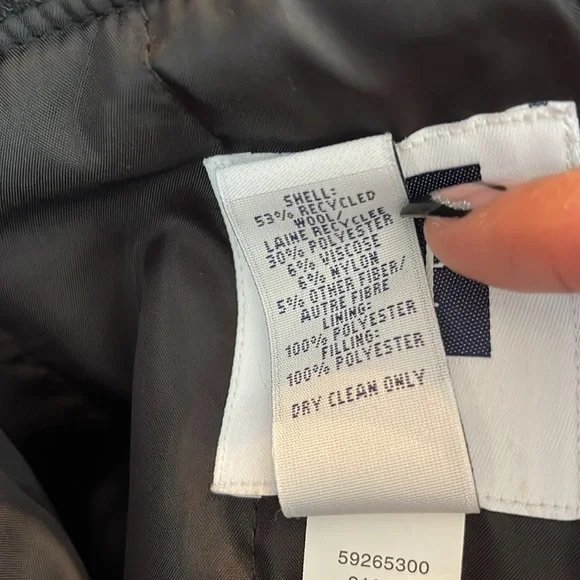 SHELL:
53% RECYCLED
WOOL/
LAINE RECYCLEE
30% POLYESTER
6% VISCOSE
6% NYLON
5% OTHER FIBER/
AUTRE FIBRE
LINING:
100% POLYESTER
FILLING:
100% POLYESTER
DRY CLEAN ONLY
59265300